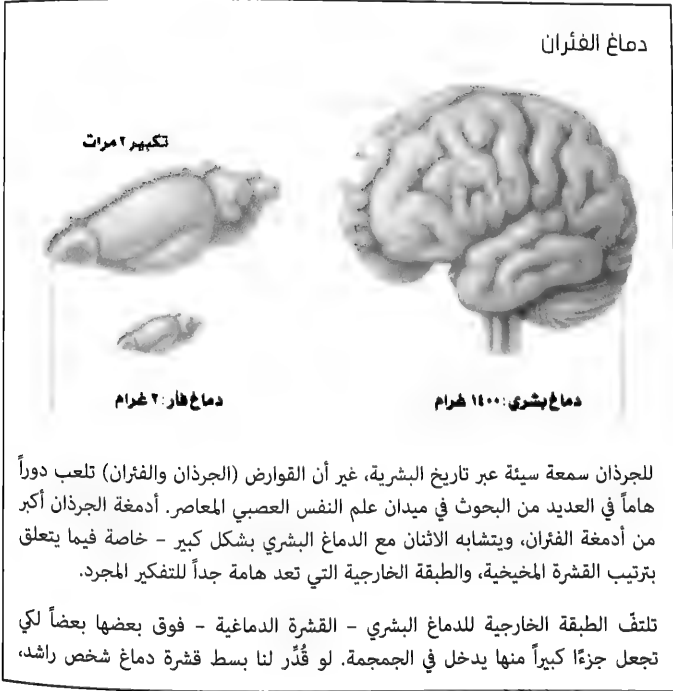 دماغ الفئران
تكبير ٢ مرات
دماغ بشري: ١٤٠٠ غرام
دماغ فأر: ٢ غرام
للجرذان سمعة سيئة عبر تاريخ البشرية، غير أن القوارض (الجرذان والفئران) تلعب دوراً
هاماً في العديد من البحوث في ميدان علم النفس العصبي المعاصر. أدمغة الجرذان أكبر
من أدمغة الفئران، ويتشابه الاثنان مع الدماغ البشري بشكل كبير - خاصة فيما يتعلق
بترتيب القشرة المخيخية، والطبقة الخارجية التي تعد هامة جداً للتفكير المجرد.
تلتفّ الطبقة الخارجية للدماغ البشري - القشرة الدماغية - فوق بعضها بعضاً لكي
تجعل جزءًا كبيراً منها يدخل في الجمجمة. لو قُدِّر لنا بسط قشرة دماغ شخص راشد،